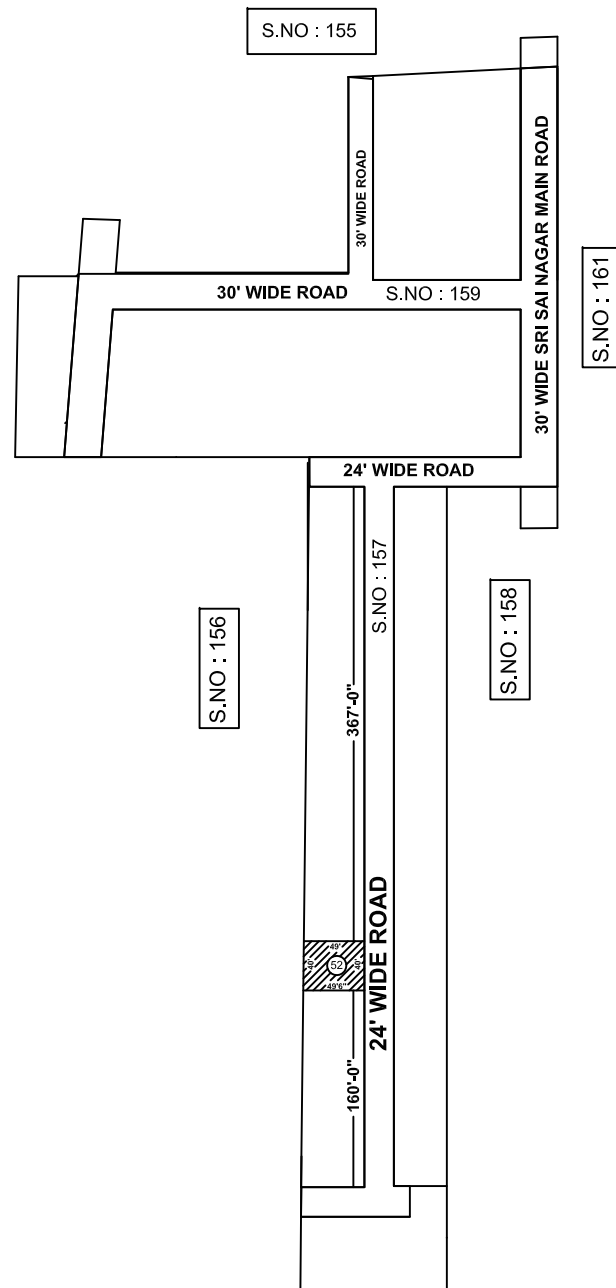 S.NO : 155
30' WIDE ROAD
30' WIDE SRI SAI NAGAR MAIN ROAD
S.NO : 161
30' WIDE ROAD
S.NO : 159
24' WIDE ROAD
S.NO : 157
S.NO : 156
S.NO : 158
367'-0"
24' WIDE ROAD
49'
40'
52
40'
49'6"
160'-0"